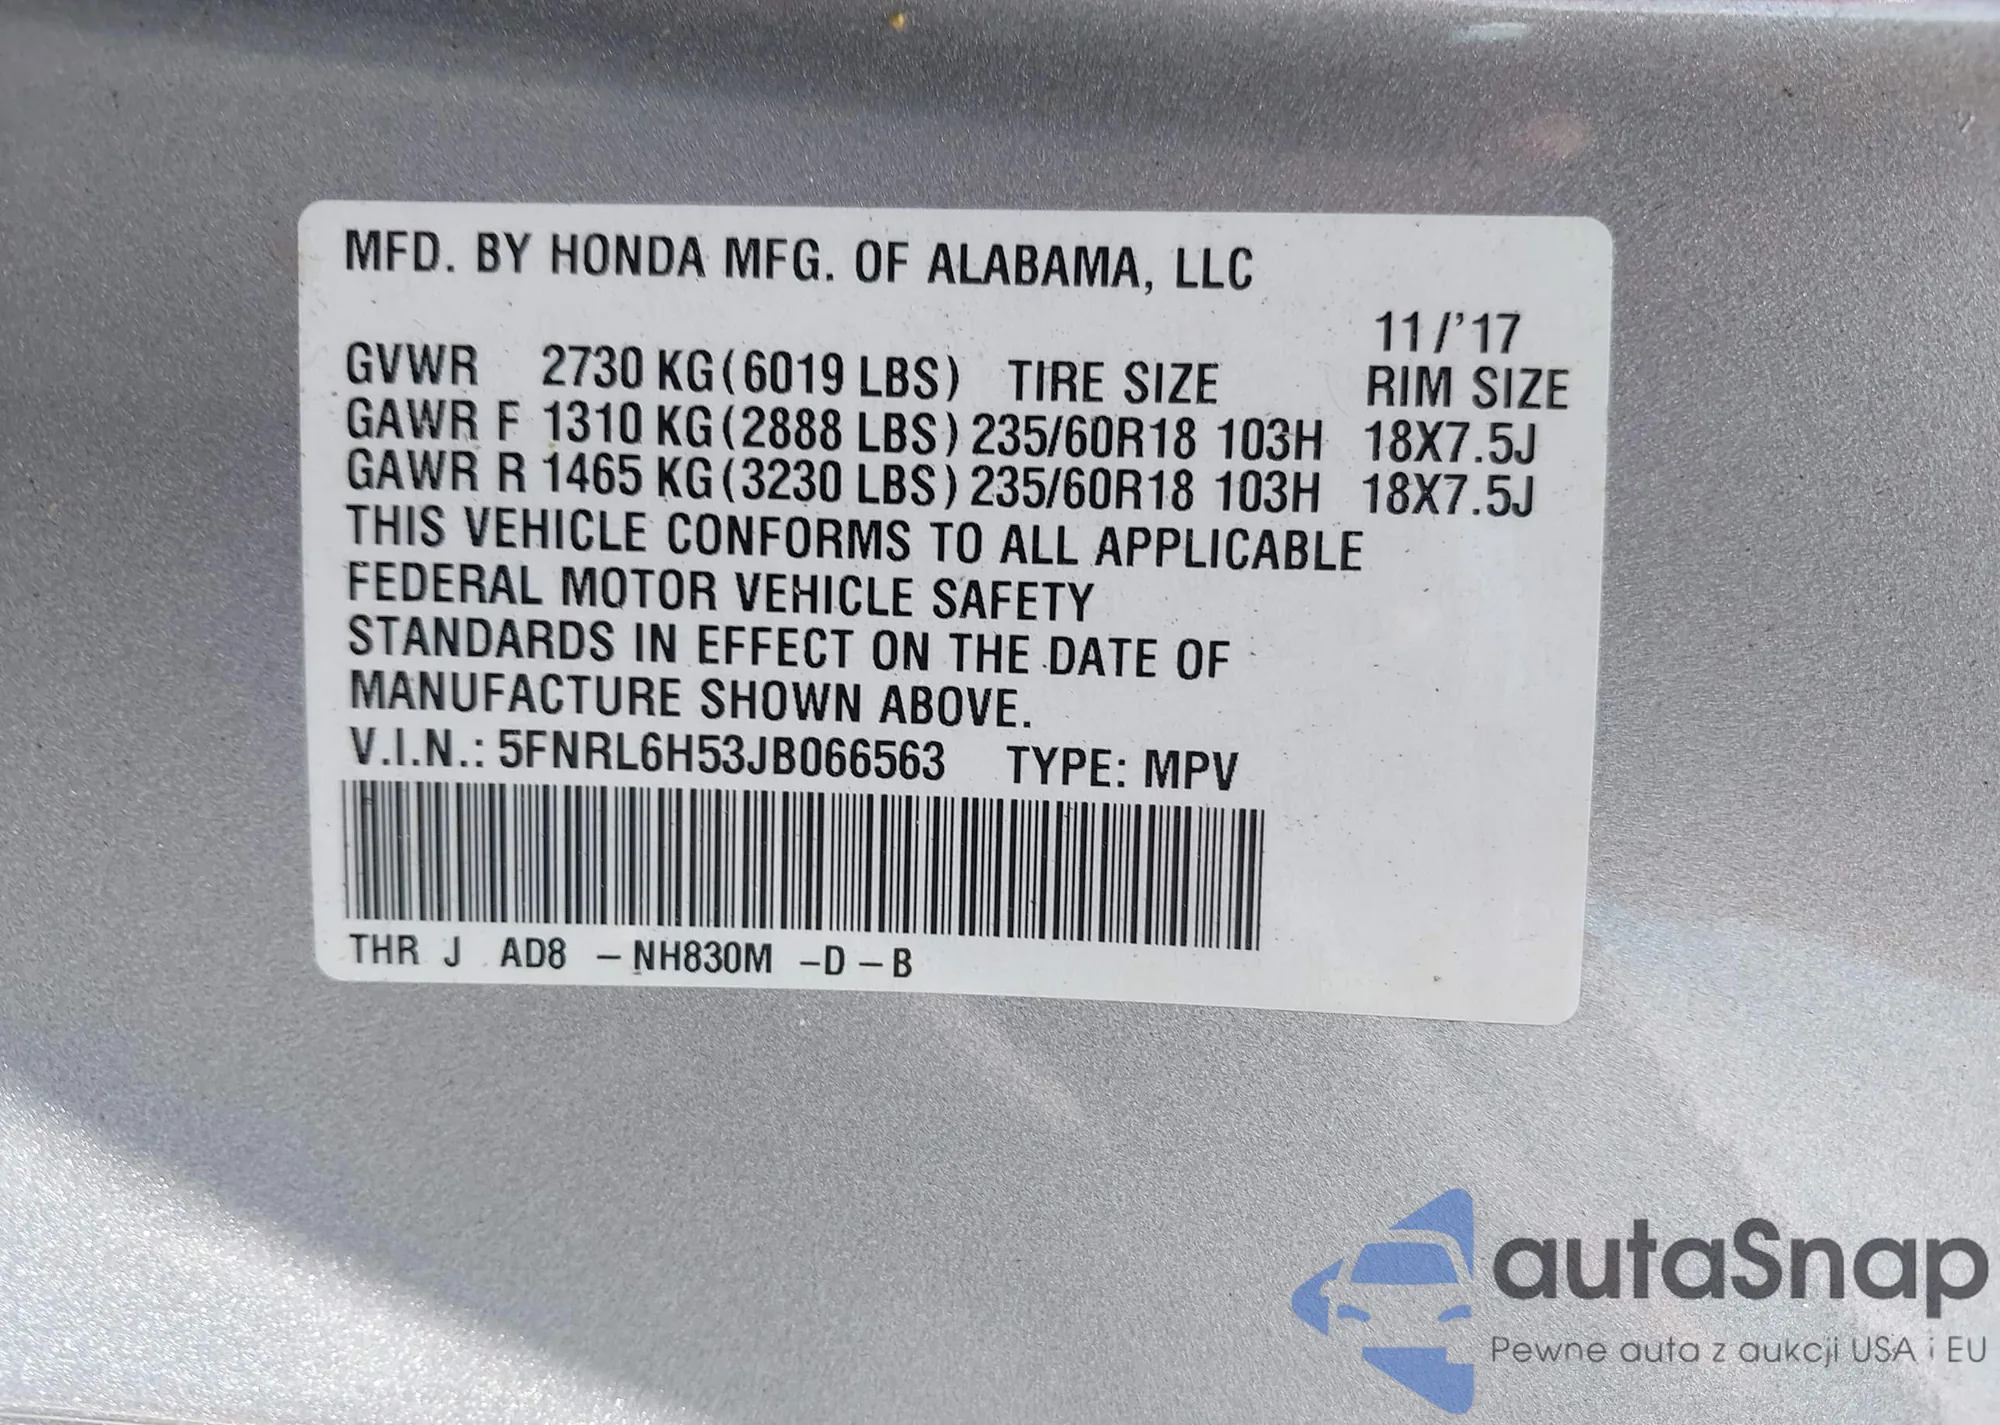 MFD. BY HONDA MFG. OF ALABAMA, LLC
11/'17
GVWR 2730 KG (6019 LBS) TIRE SIZE RIM SIZE
GAWR F 1310 KG (2888 LBS) 235/60R18 103H 18X7.5J
GAWR R 1465 KG (3230 LBS) 235/60R18 103H 18X7.5J
THIS VEHICLE CONFORMS TO ALL APPLICABLE
FEDERAL MOTOR VEHICLE SAFETY
STANDARDS IN EFFECT ON THE DATE OF
MANUFACTURE SHOWN ABOVE.
V.I.N.: 5FNRL6H53JB066563 TYPE: MPV
THR J AD8 – NH830M –D – B
autaSnap
Pewne auta z aukcji USA i EU